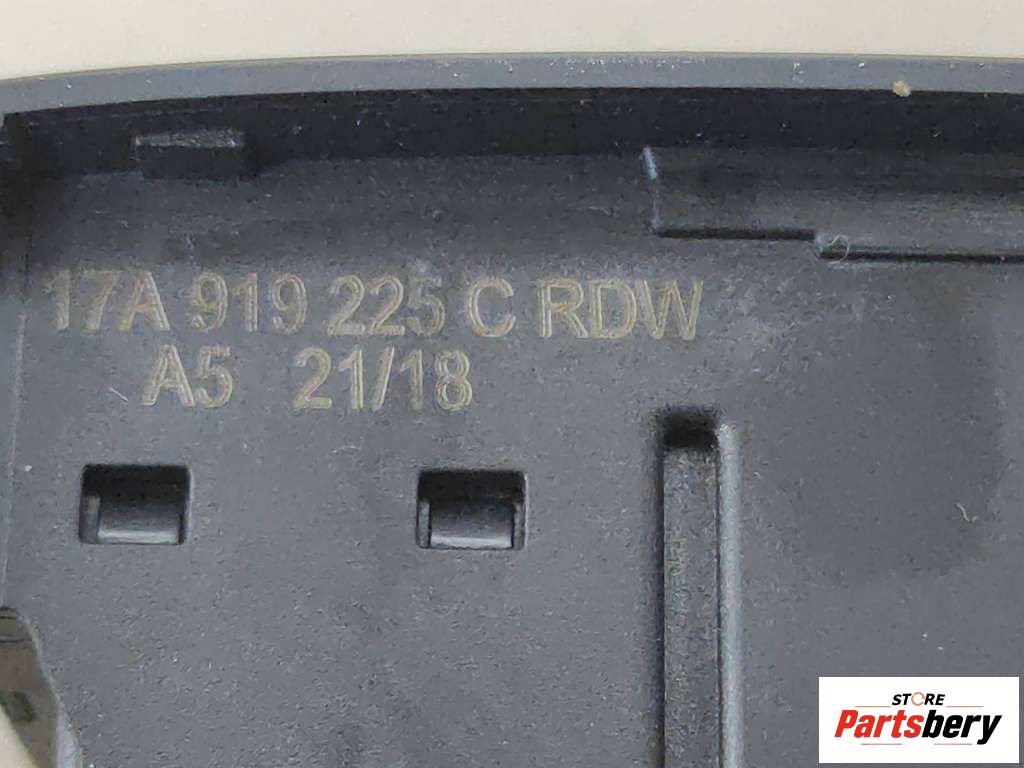 17A 919 225 C RDW
A5 21/18
STORE
Partsbery